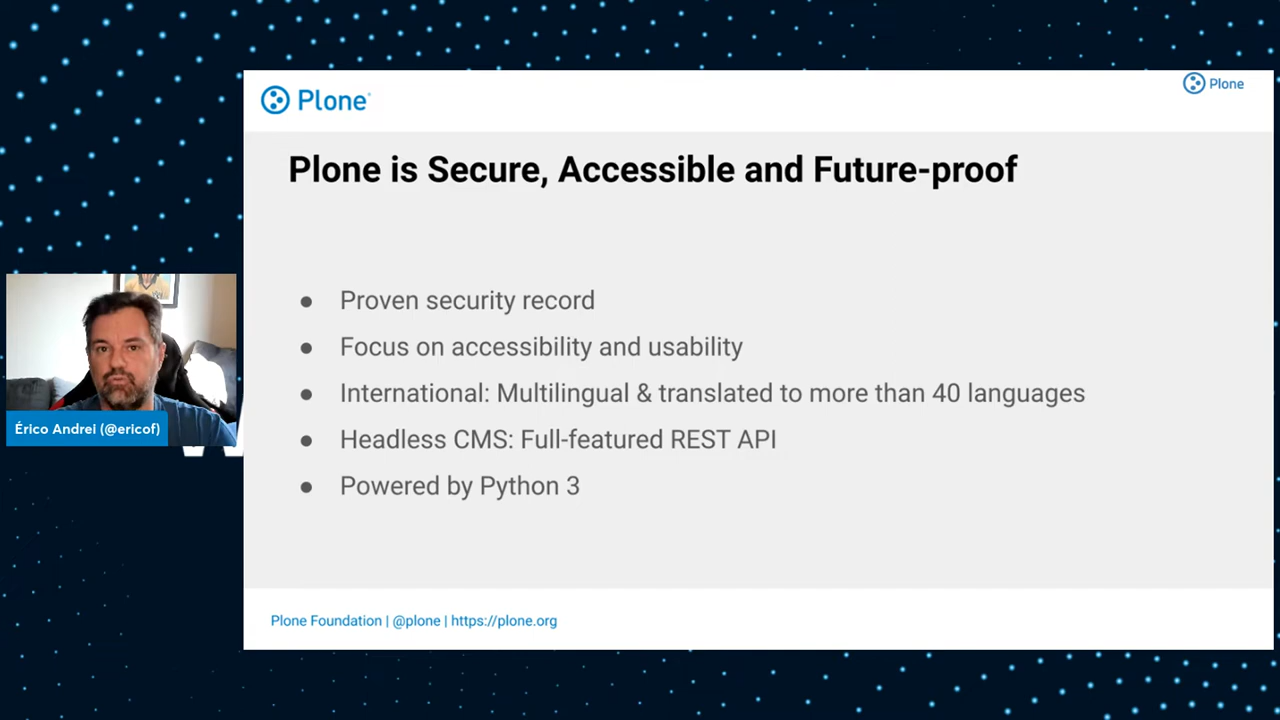 Plone
Plone
Plone is Secure, Accessible and Future-proof
● Proven security record
● Focus on accessibility and usability
● International: Multilingual & translated to more than 40 languages
● Headless CMS: Full-featured REST API
● Powered by Python 3
Érico Andrei (@ericof)
Plone Foundation | @plone | https://plone.org